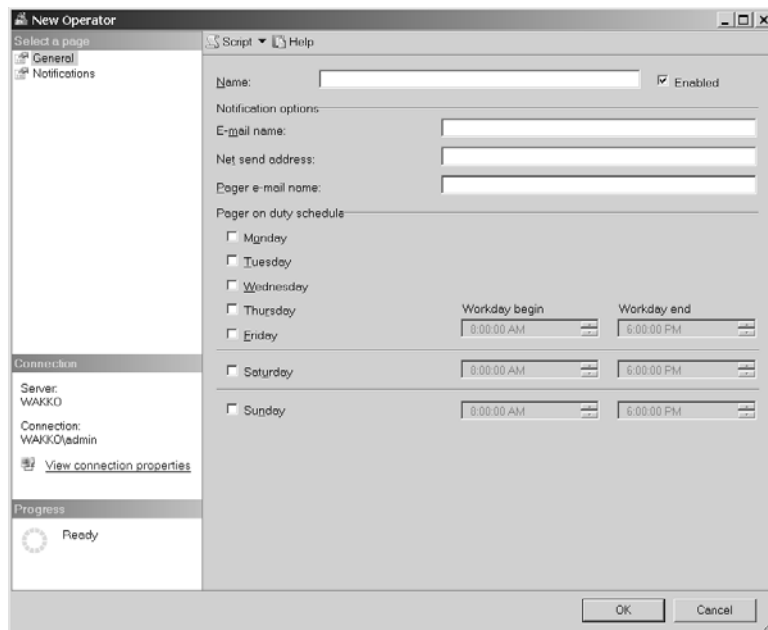 New Operator
Select a page
General
Notifications
Script Help
Name:
Enabled
Notification options
E-mail name:
Net send address:
Pager e-mail name:
Pager on duty schedule
Monday
Tuesday
Wednesday
Thursday
Friday
Workday begin Workday end
8:00:00 AM 6:00:00 PM
Saturday
8:00:00 AM 6:00:00 PM
Sunday
8:00:00 AM 6:00:00 PM
Connection
Server:
WAKKO
Connection:
WAKKO\admin
View connection properties
Progress
Ready
OK Cancel